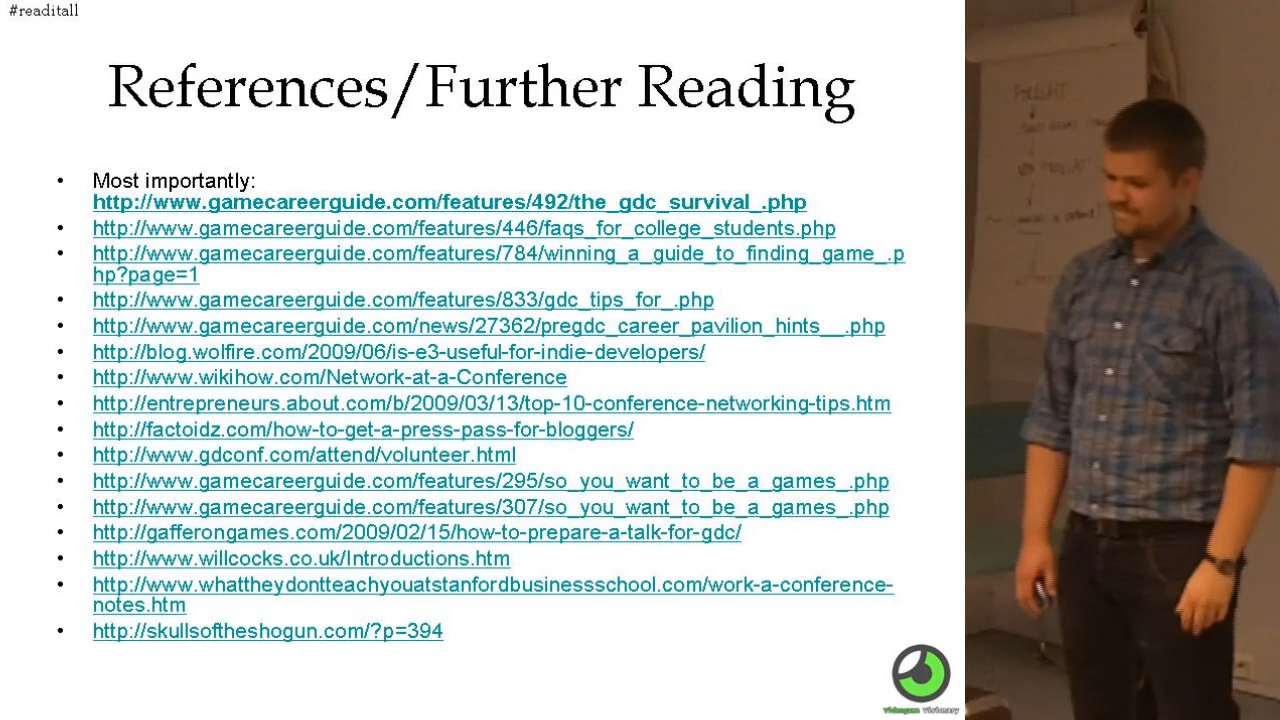 #readitall
References/Further Reading
• Most importantly:
http://www.gamecareerguide.com/features/492/the_gdc_survival_.php
• http://www.gamecareerguide.com/features/446/faqs_for_college_students.php
• http://www.gamecareerguide.com/features/784/winning_a_guide_to_finding_game_.p
hp?page=1
• http://www.gamecareerguide.com/features/833/gdc_tips_for_.php
• http://www.gamecareerguide.com/news/27362/pregdc_career_pavilion_hints__.php
• http://blog.wolfire.com/2009/06/is-e3-useful-for-indie-developers/
• http://www.wikihow.com/Network-at-a-Conference
• http://entrepreneurs.about.com/b/2009/03/13/top-10-conference-networking-tips.htm
• http://factoidz.com/how-to-get-a-press-pass-for-bloggers/
• http://www.gdconf.com/attend/volunteer.html
• http://www.gamecareerguide.com/features/295/so_you_want_to_be_a_games_.php
• http://www.gamecareerguide.com/features/307/so_you_want_to_be_a_games_.php
• http://gafferongames.com/2009/02/15/how-to-prepare-a-talk-for-gdc/
• http://www.willcocks.co.uk/Introductions.htm
• http://www.whattheydontteachyouatstanfordbusinessschool.com/work-a-conference-
notes.htm
• http://skullsoftheshogun.com/?p=394
Videogame Visionary